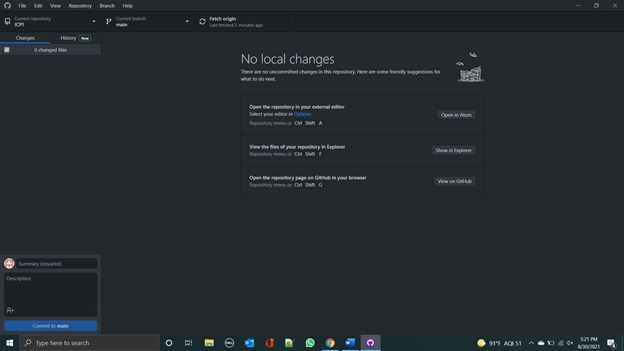 File Edit View Repository Branch Help
Current repository
ICP1
Current branch
main
Fetch origin
Last fetched 2 minutes ago
Changes
History New
0 changed files
No local changes
There are no uncommitted changes in this repository. Here are some friendly suggestions for
what to do next.
Open the repository in your external editor
Select your editor in Options
Repository menu or Ctrl Shift A
Open in Atom
View the files of your repository in Explorer
Repository menu or Ctrl Shift F
Show in Explorer
Open the repository page on GitHub in your browser
Repository menu or Ctrl Shift G
View on GitHub
Summary (required)
Description
Commit to main
Type here to search
91°F AQI 51
5:21 PM
8/30/2021